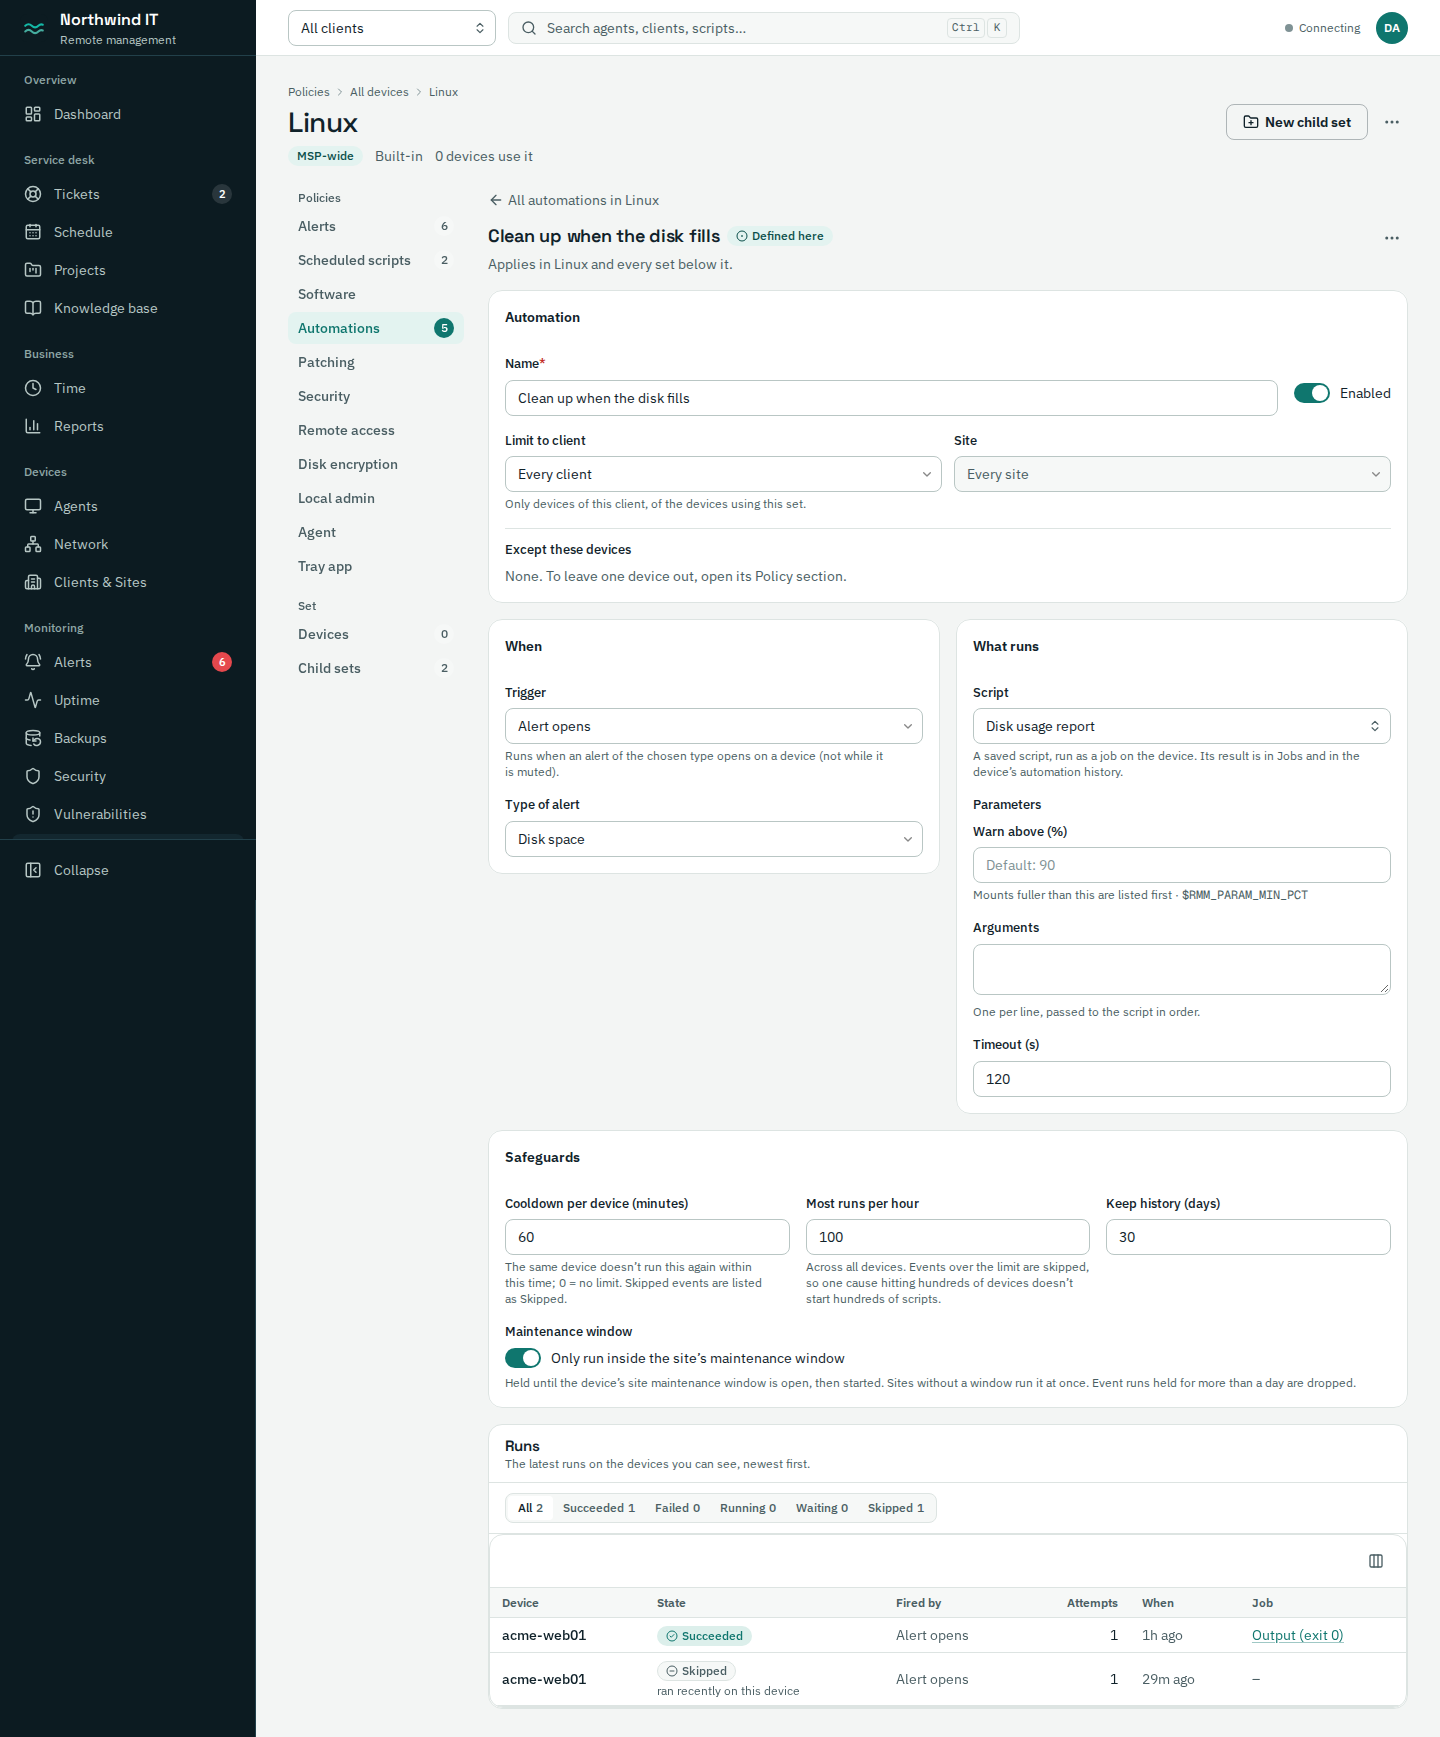 Northwind IT
Remote management
All clients
Search agents, clients, scripts...
Ctrl K
Connecting
DA
Overview
Dashboard
Service desk
Tickets 2
Schedule
Projects
Knowledge base
Business
Time
Reports
Devices
Agents
Network
Clients & Sites
Monitoring
Alerts 6
Uptime
Backups
Security
Vulnerabilities
Collapse
Policies > All devices > Linux
Linux
New child set
MSP-wide Built-in 0 devices use it
Policies
Alerts 6
Scheduled scripts 2
Software
Automations 5
Patching
Security
Remote access
Disk encryption
Local admin
Agent
Tray app
Set
Devices 0
Child sets 2
All automations in Linux
Clean up when the disk fills Defined here
Applies in Linux and every set below it.
Automation
Name*
Clean up when the disk fills
Enabled
Limit to client
Every client
Only devices of this client, of the devices using this set.
Site
Every site
Except these devices
None. To leave one device out, open its Policy section.
When
Trigger
Alert opens
Runs when an alert of the chosen type opens on a device (not while it
is muted).
Type of alert
Disk space
What runs
Script
Disk usage report
A saved script, run as a job on the device. Its result is in Jobs and in the
device’s automation history.
Parameters
Warn above (%)
Default: 90
Mounts fuller than this are listed first · $RMM_PARAM_MIN_PCT
Arguments
One per line, passed to the script in order.
Timeout (s)
120
Safeguards
Cooldown per device (minutes)
60
The same device doesn’t run this again within
this time; 0 = no limit. Skipped events are listed
as Skipped.
Most runs per hour
100
Across all devices. Events over the limit are skipped,
so one cause hitting hundreds of devices doesn’t
start hundreds of scripts.
Keep history (days)
30
Maintenance window
Only run inside the site’s maintenance window
Held until the device’s site maintenance window is open, then started. Sites without a window run it at once. Event runs held for more than a day are dropped.
Runs
The latest runs on the devices you can see, newest first.
All 2 Succeeded 1 Failed 0 Running 0 Waiting 0 Skipped 1
Device State Fired by Attempts When Job
acme-web01 Succeeded Alert opens 1 1h ago Output (exit 0)
acme-web01 Skipped Alert opens 1 29m ago –
ran recently on this device